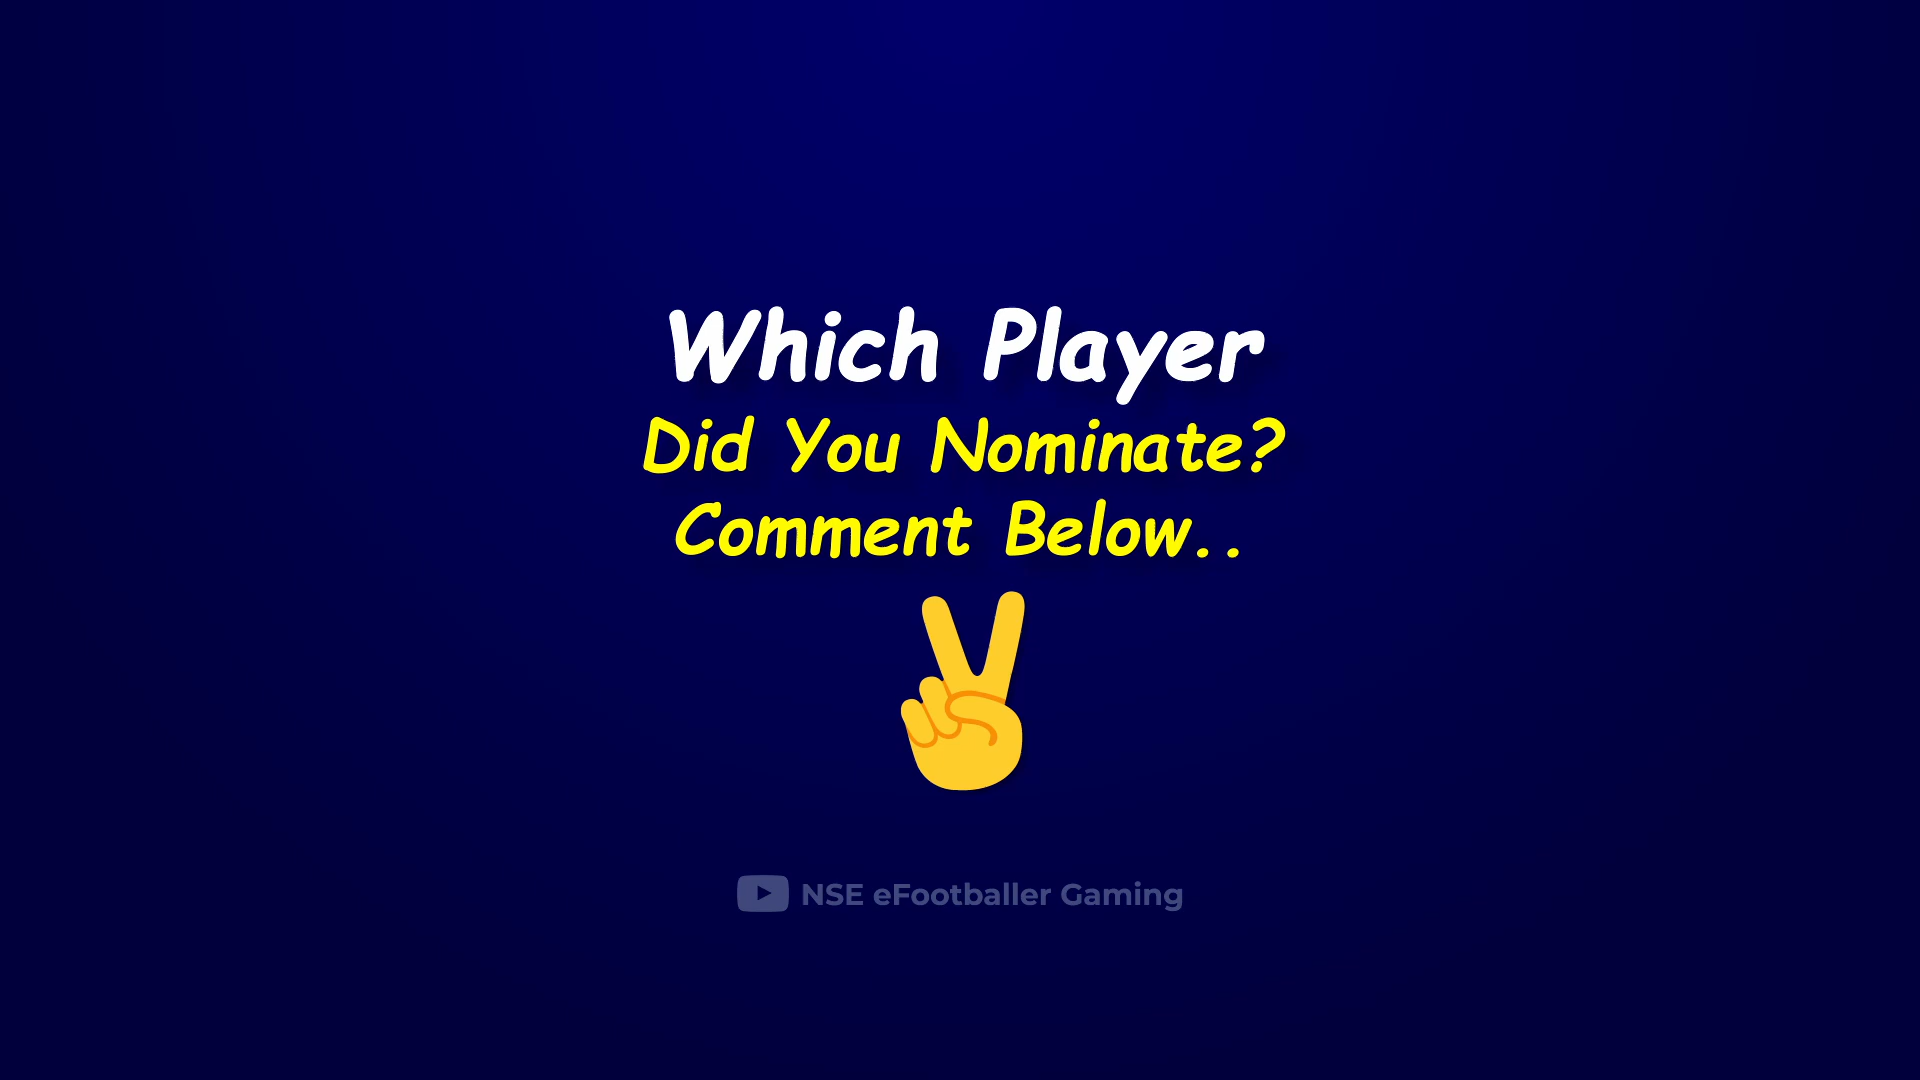 Which Player
Did You Nominate?
Comment Below..
NSE eFootballer Gaming